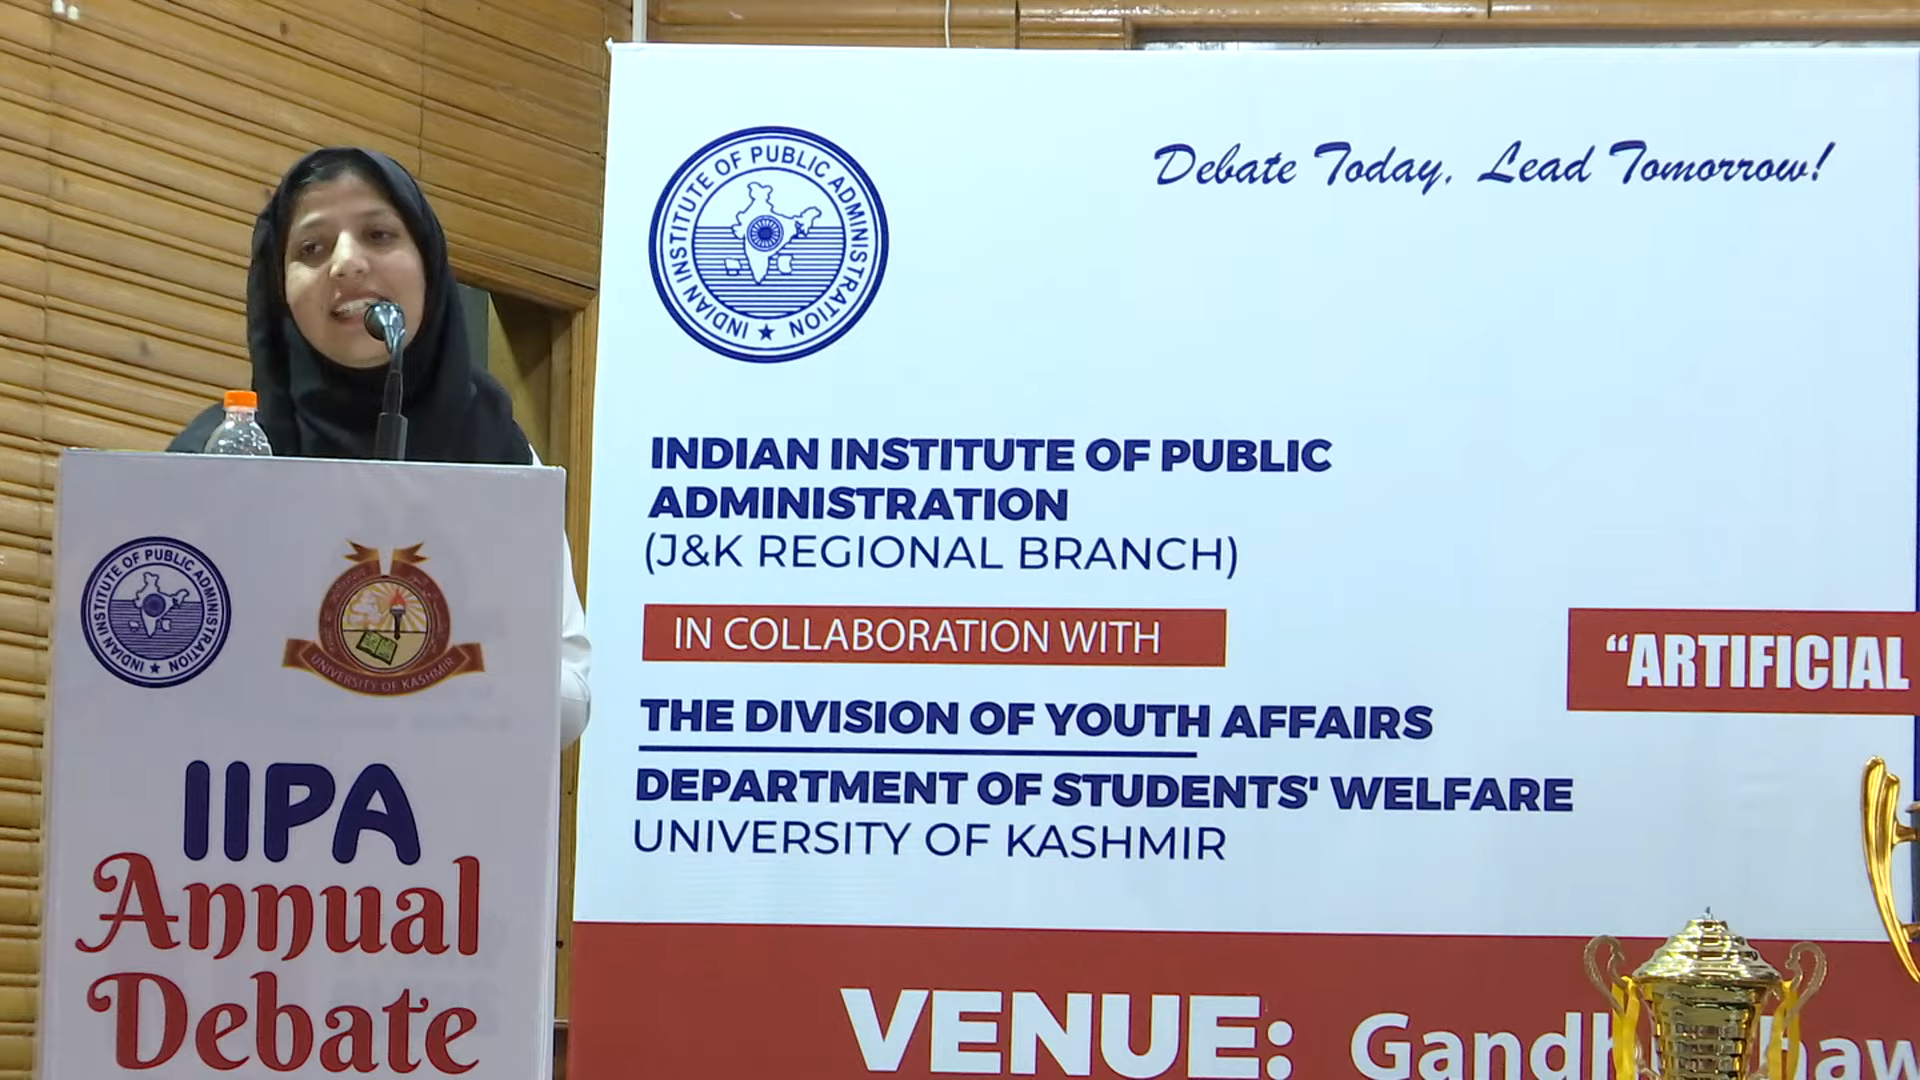 Debate Today, Lead Tomorrow!
INDIAN INSTITUTE OF PUBLIC ADMINISTRATION
INDIAN INSTITUTE OF PUBLIC
ADMINISTRATION
(J&K REGIONAL BRANCH)
IN COLLABORATION WITH
THE DIVISION OF YOUTH AFFAIRS
DEPARTMENT OF STUDENTS' WELFARE
UNIVERSITY OF KASHMIR
“ARTIFICIAL
VENUE:
INDIAN INSTITUTE OF PUBLIC ADMINISTRATION
UNIVERSITY OF KASHMIR
IIPA
Annual
Debate